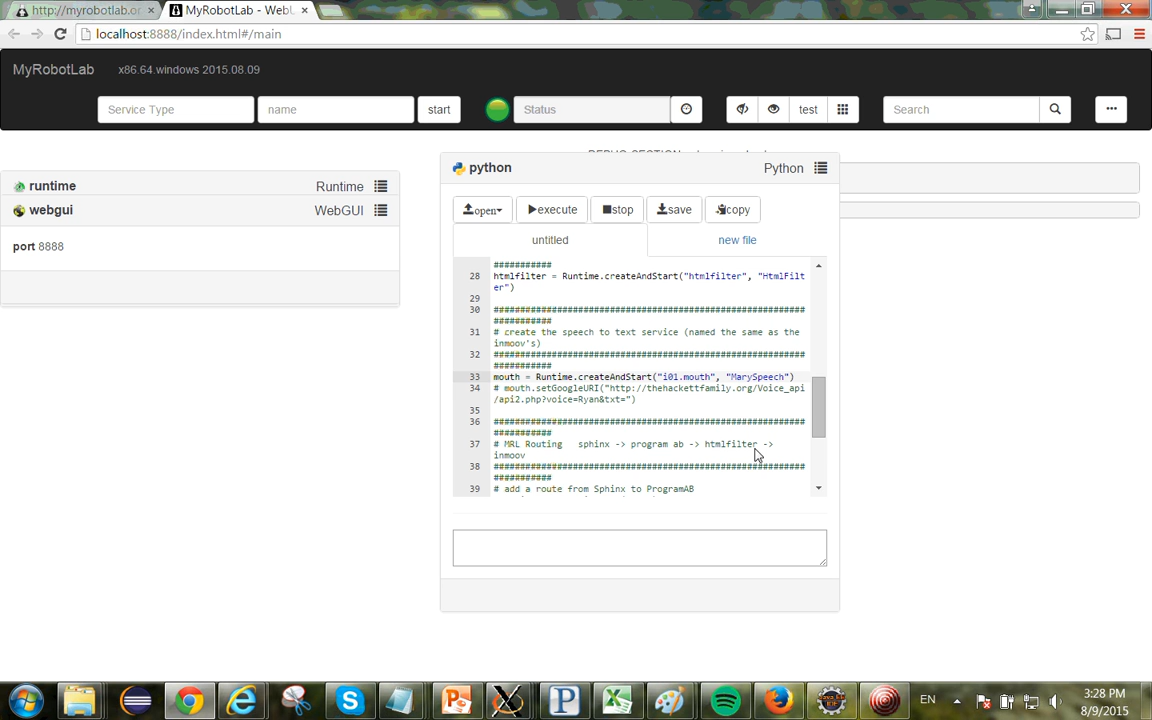 http://myrobotlab.or
MyRobotLab - WebU
localhost:8888/index.html#/main
MyRobotLab
x86.64.windows 2015.08.09
Service Type
name
start
Status
test
Search
runtime
Runtime
webgui
WebGUI
port 8888
python
Python
open
execute
stop
save
copy
untitled
new file
###########
28 htmlfilter = Runtime.createAndStart("htmlfilter", "HtmlFilt
er")
29
30 #######################################################
###########
31 # create the speech to text service (named the same as the
inmoov's)
32 #######################################################
###########
33 mouth = Runtime.createAndStart("i01.mouth", "MarySpeech")
34 # mouth.setGoogleURI("http://thehackettfamily.org/Voice_api
/api2.php?voice=Ryan&txt=")
35
36 #######################################################
###########
37 # MRL Routing   sphinx -> program ab -> htmlfilter ->
inmoov
38 #######################################################
###########
39 # add a route from Sphinx to ProgramAB
EN
3:28 PM
8/9/2015